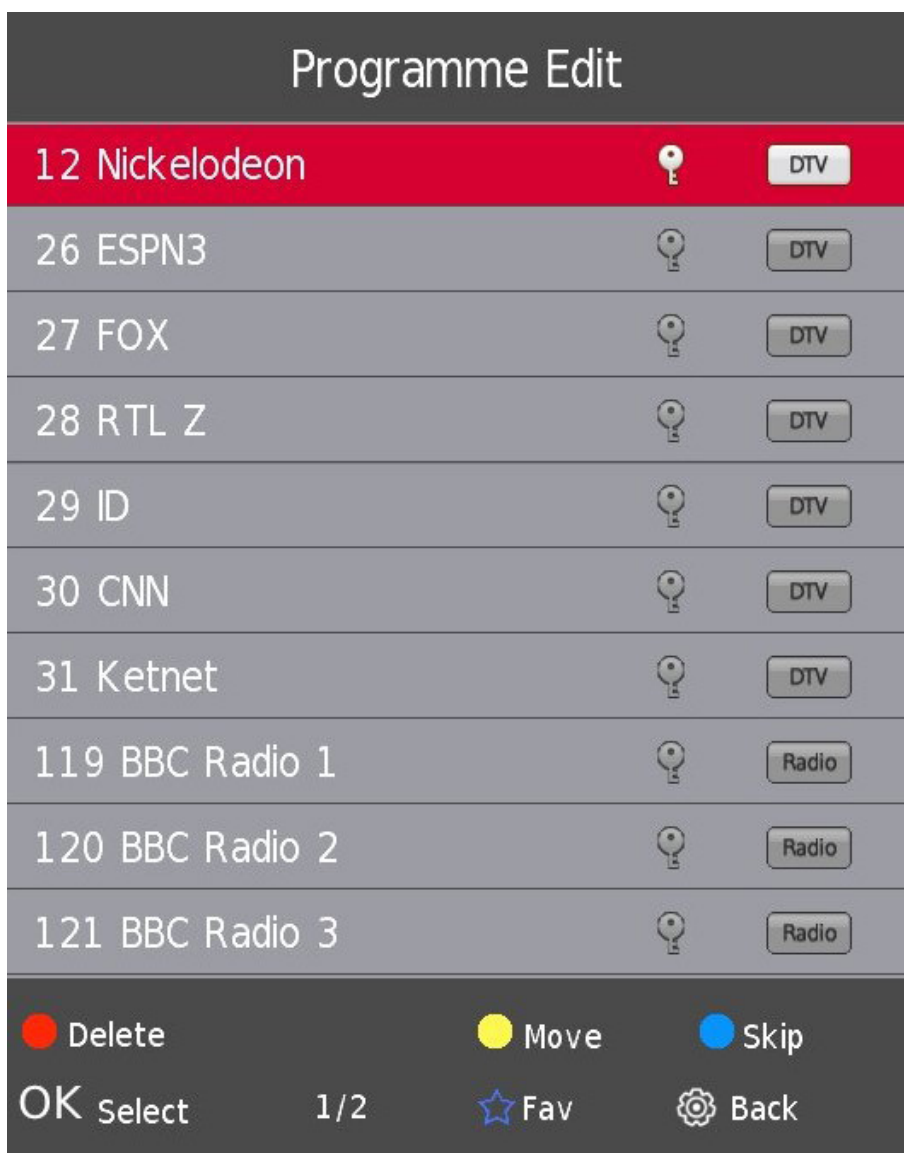 Programme Edit
12 Nickelodeon DTV
26 ESPN3 DTV
27 FOX DTV
28 RTL Z DTV
29 ID DTV
30 CNN DTV
31 Ketnet DTV
119 BBC Radio 1 Radio
120 BBC Radio 2 Radio
121 BBC Radio 3 Radio
Delete Move Skip
OK Select 1/2 Fav Back